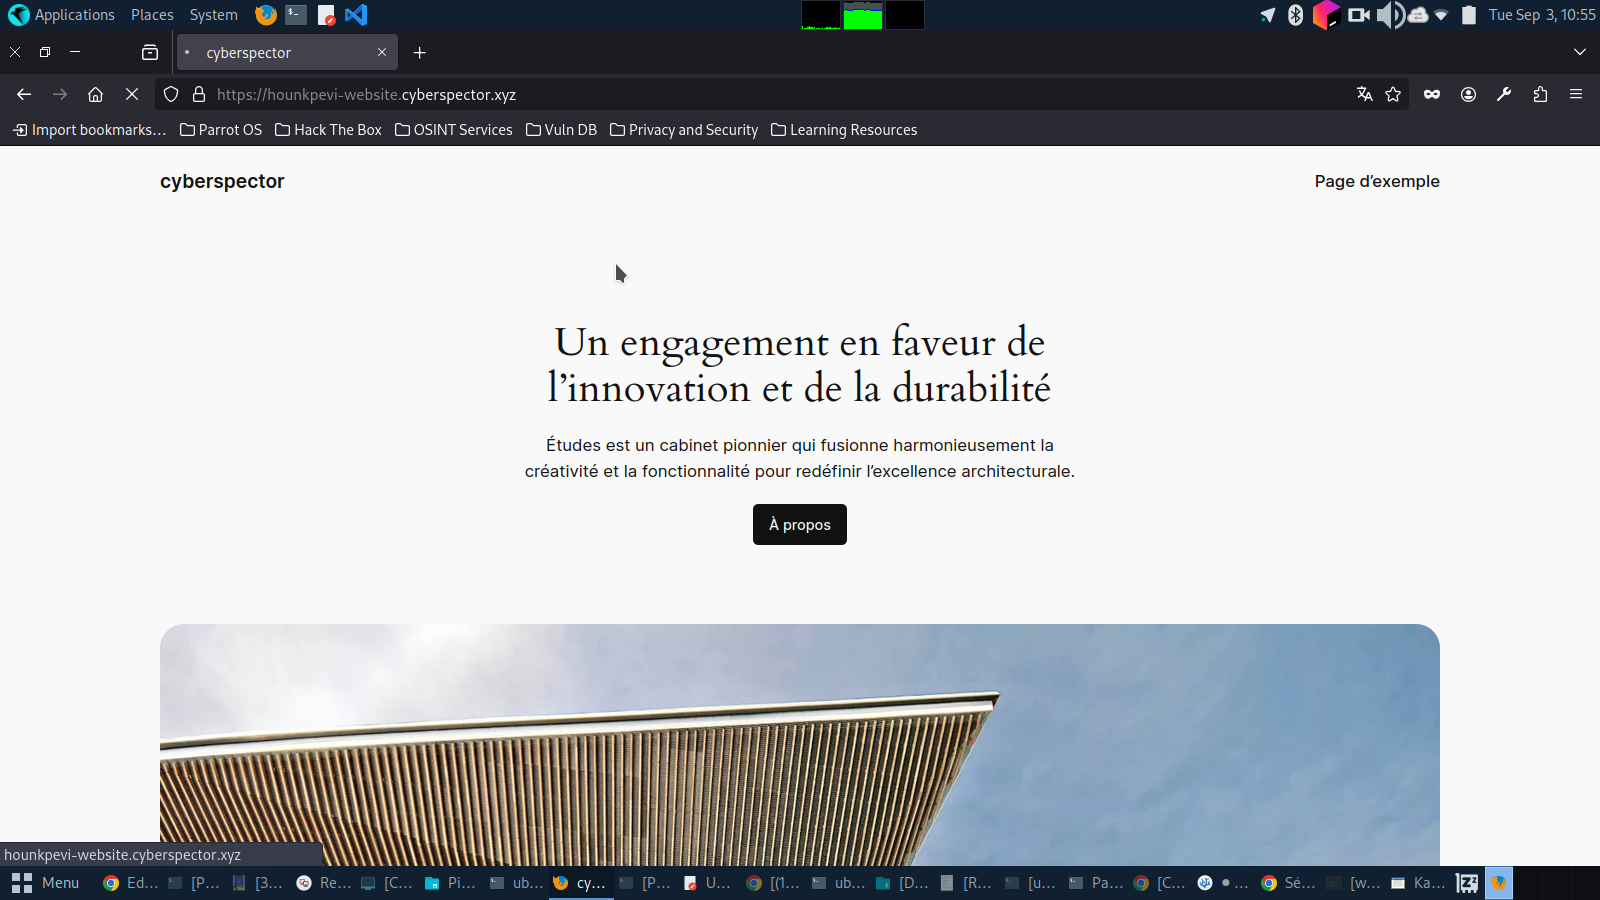 Applications Places System
Tue Sep 3, 10:55
cyberspector
https://hounkpevi-website.cyberspector.xyz
Import bookmarks... Parrot OS Hack The Box OSINT Services Vuln DB Privacy and Security Learning Resources
cyberspector
Page d’exemple
Un engagement en faveur de
l’innovation et de la durabilité
Études est un cabinet pionnier qui fusionne harmonieusement la
créativité et la fonctionnalité pour redéfinir l’excellence architecturale.
À propos
hounkpevi-website.cyberspector.xyz
Menu Ed... [P... [3... Re... [C... Pi... ub... cy... [P... U... [(1... ub... [D... [R... [u... Pa... [C... ● ... Sé... [w... Ka...